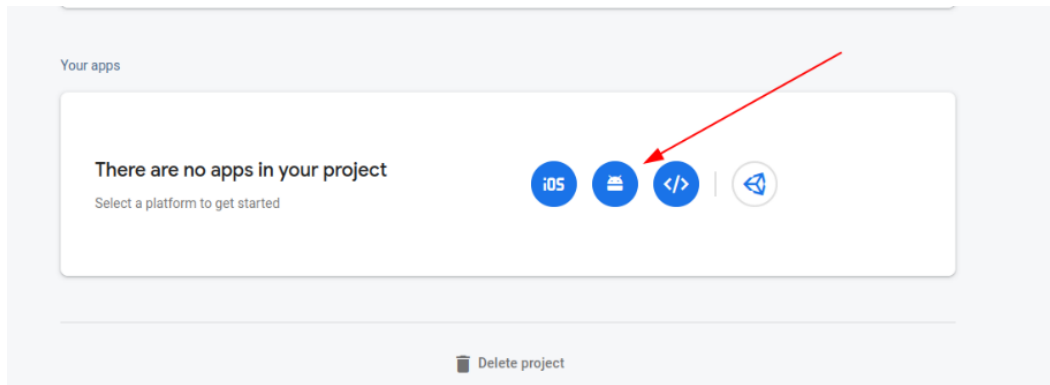 Your apps
There are no apps in your project
Select a platform to get started
iOS
</>
Delete project